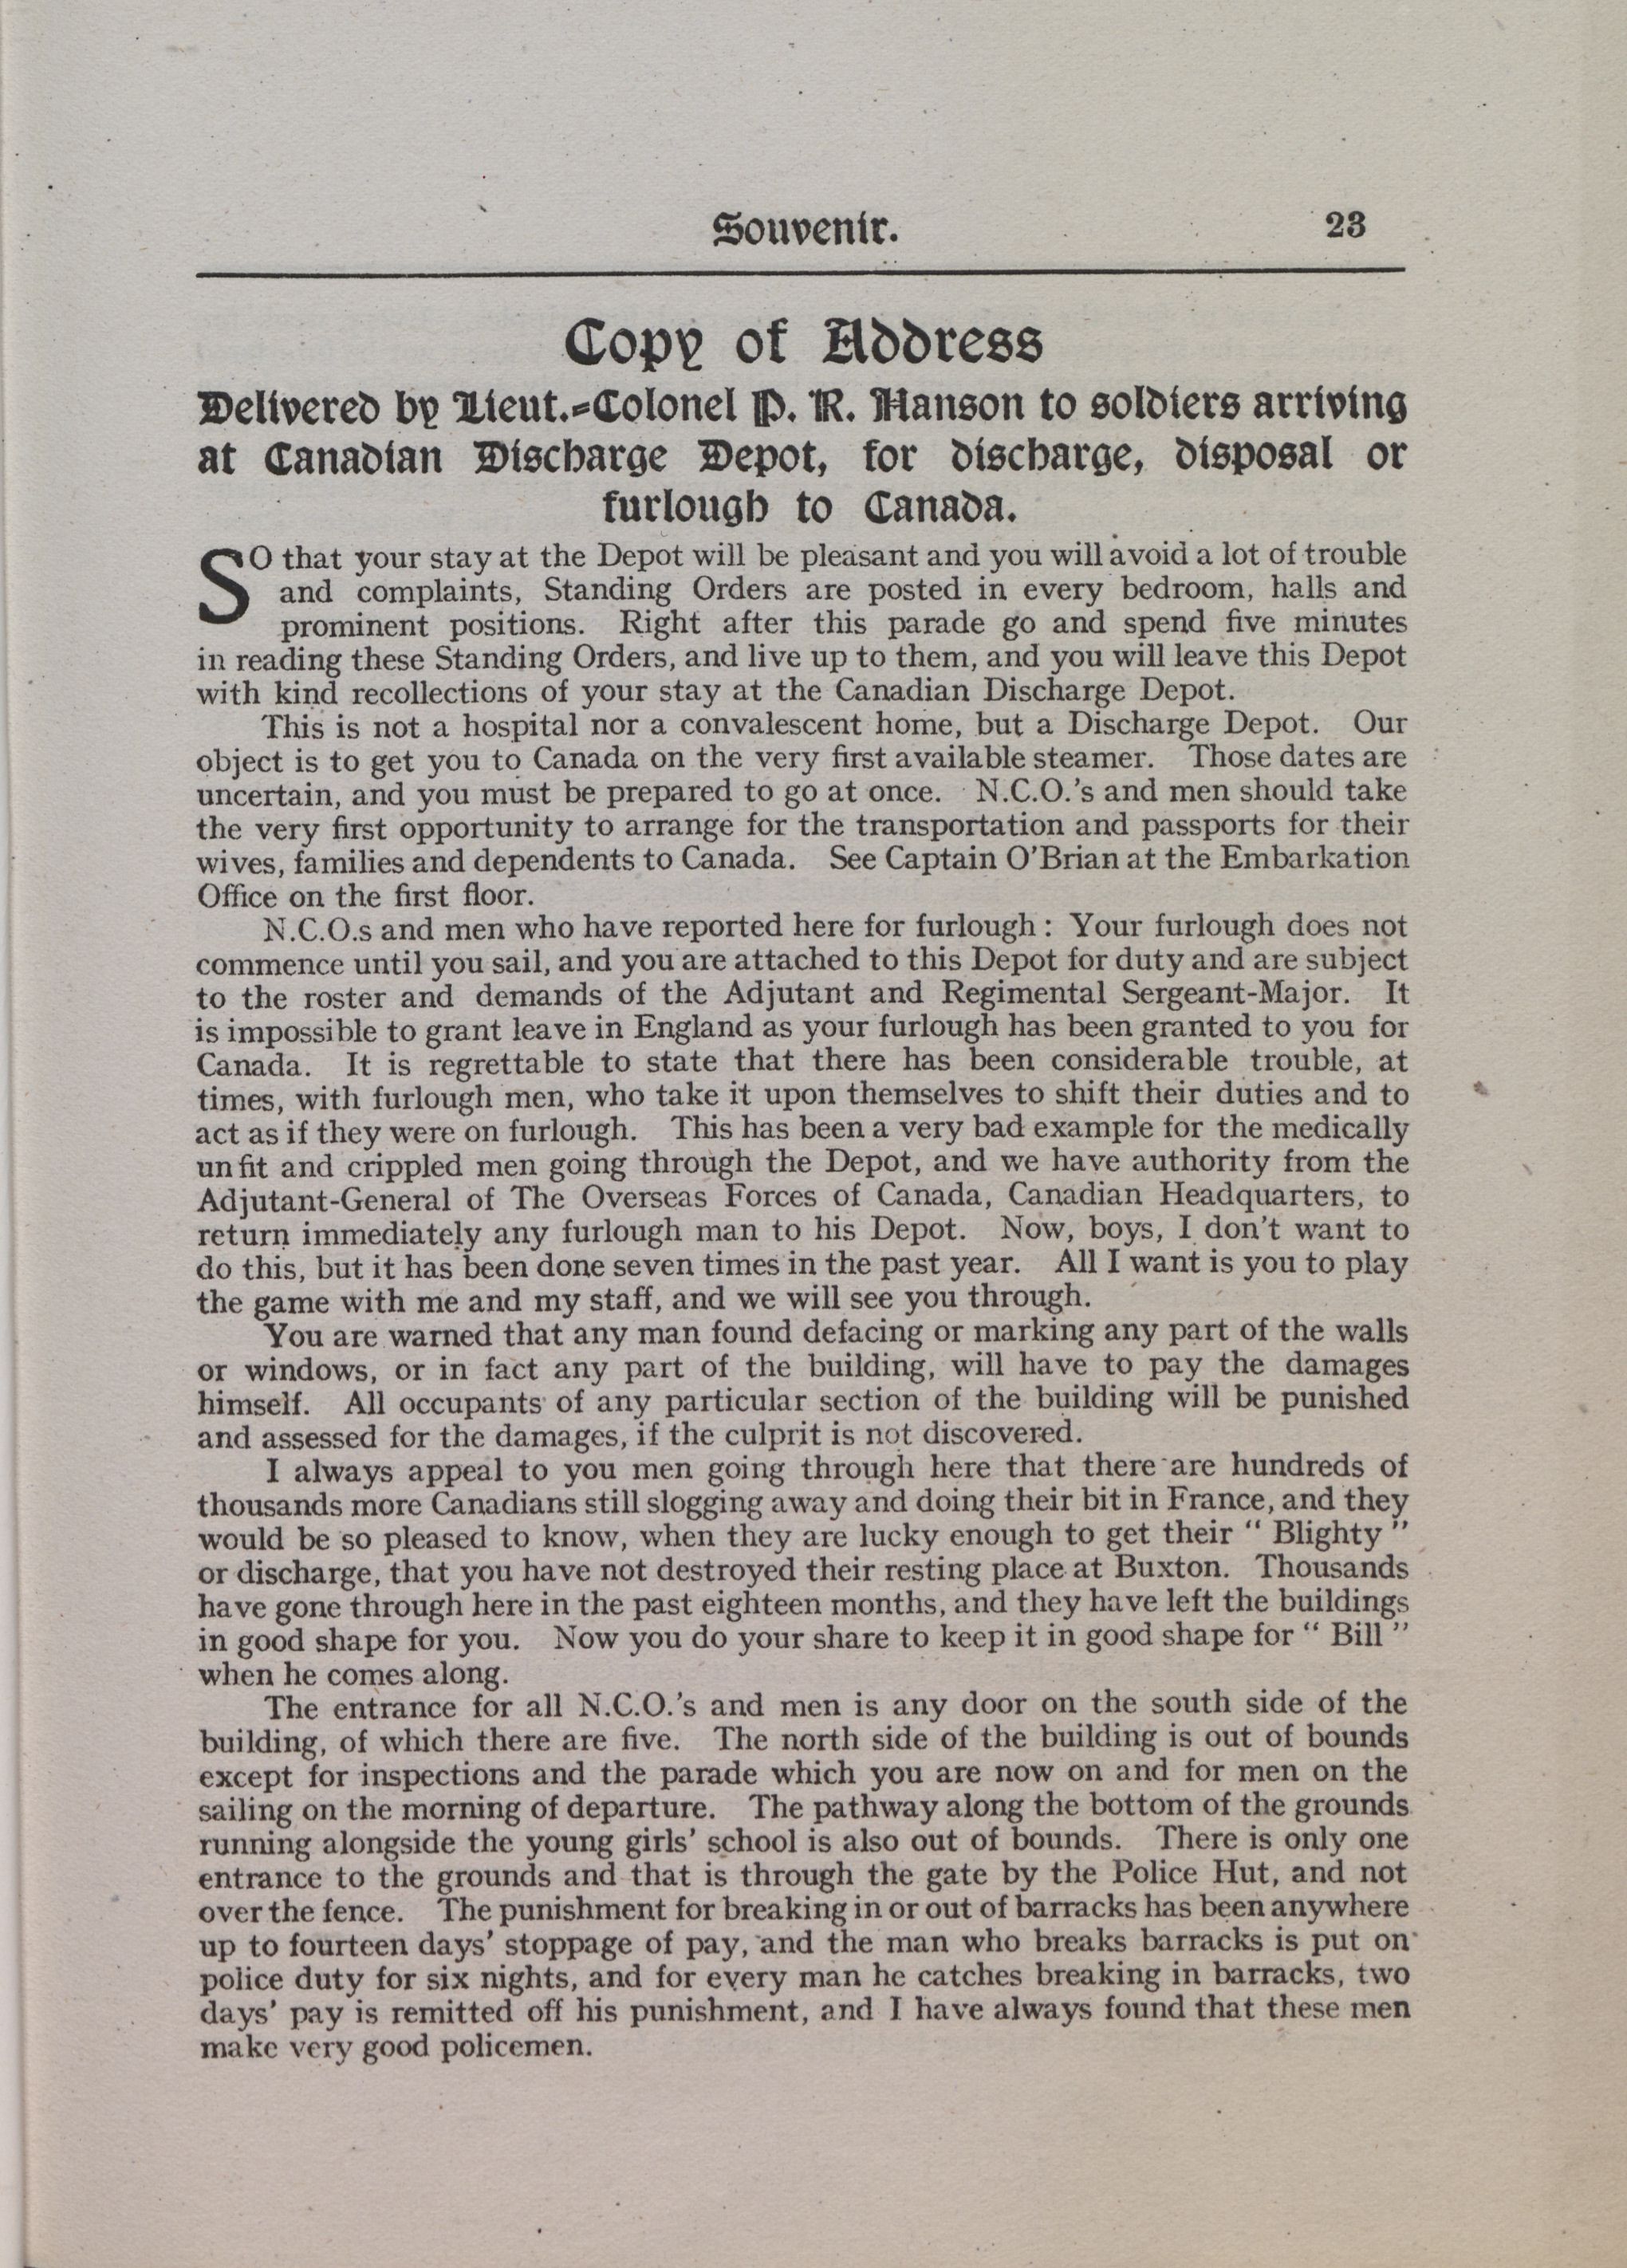 Souvenir. 23
Copy of Address
Delivered by Lieut.-Colonel P. R. Hanson to soldiers arriving
at Canadian Discharge Depot, for discharge, disposal or
furlough to Canada.
SO that your stay at the Depot will be pleasant and you will avoid a lot of trouble
and complaints, Standing Orders are posted in every bedroom, halls and
prominent positions. Right after this parade go and spend five minutes
in reading these Standing Orders, and live up to them, and you will leave this Depot
with kind recollections of your stay at the Canadian Discharge Depot.
This is not a hospital nor a convalescent home, but a Discharge Depot. Our
object is to get you to Canada on the very first available steamer. Those dates are
uncertain, and you must be prepared to go at once. N.C.O.'s and men should take
the very first opportunity to arrange for the transportation and passports for their
wives, families and dependents to Canada. See Captain O'Brian at the Embarkation
Office on the first floor.
N.C.O.s and men who have reported here for furlough : Your furlough does not
commence until you sail, and you are attached to this Depot for duty and are subject
to the roster and demands of the Adjutant and Regimental Sergeant-Major. It
is impossible to grant leave in England as your furlough has been granted to you for
Canada. It is regrettable to state that there has been considerable trouble, at
times, with furlough men, who take it upon themselves to shift their duties and to
act as if they were on furlough. This has been a very bad example for the medically
unfit and crippled men going through the Depot, and we have authority from the
Adjutant-General of The Overseas Forces of Canada, Canadian Headquarters, to
return immediately any furlough man to his Depot. Now, boys, I don't want to
do this, but it has been done seven times in the past year. All I want is you to play
the game with me and my staff, and we will see you through.
You are warned that any man found defacing or marking any part of the walls
or windows, or in fact any part of the building, will have to pay the damages
himself. All occupants of any particular section of the building will be punished
and assessed for the damages, if the culprit is not discovered.
I always appeal to you men going through here that there are hundreds of
thousands more Canadians still slogging away and doing their bit in France, and they
would be so pleased to know, when they are lucky enough to get their " Blighty "
or discharge, that you have not destroyed their resting place at Buxton. Thousands
have gone through here in the past eighteen months, and they have left the buildings
in good shape for you. Now you do your share to keep it in good shape for " Bill "
when he comes along.
The entrance for all N.C.O.'s and men is any door on the south side of the
building, of which there are five. The north side of the building is out of bounds
except for inspections and the parade which you are now on and for men on the
sailing on the morning of departure. The pathway along the bottom of the grounds
running alongside the young girls' school is also out of bounds. There is only one
entrance to the grounds and that is through the gate by the Police Hut, and not
over the fence. The punishment for breaking in or out of barracks has been anywhere
up to fourteen days' stoppage of pay, and the man who breaks barracks is put on
police duty for six nights, and for every man he catches breaking in barracks, two
days' pay is remitted off his punishment, and I have always found that these men
make very good policemen.